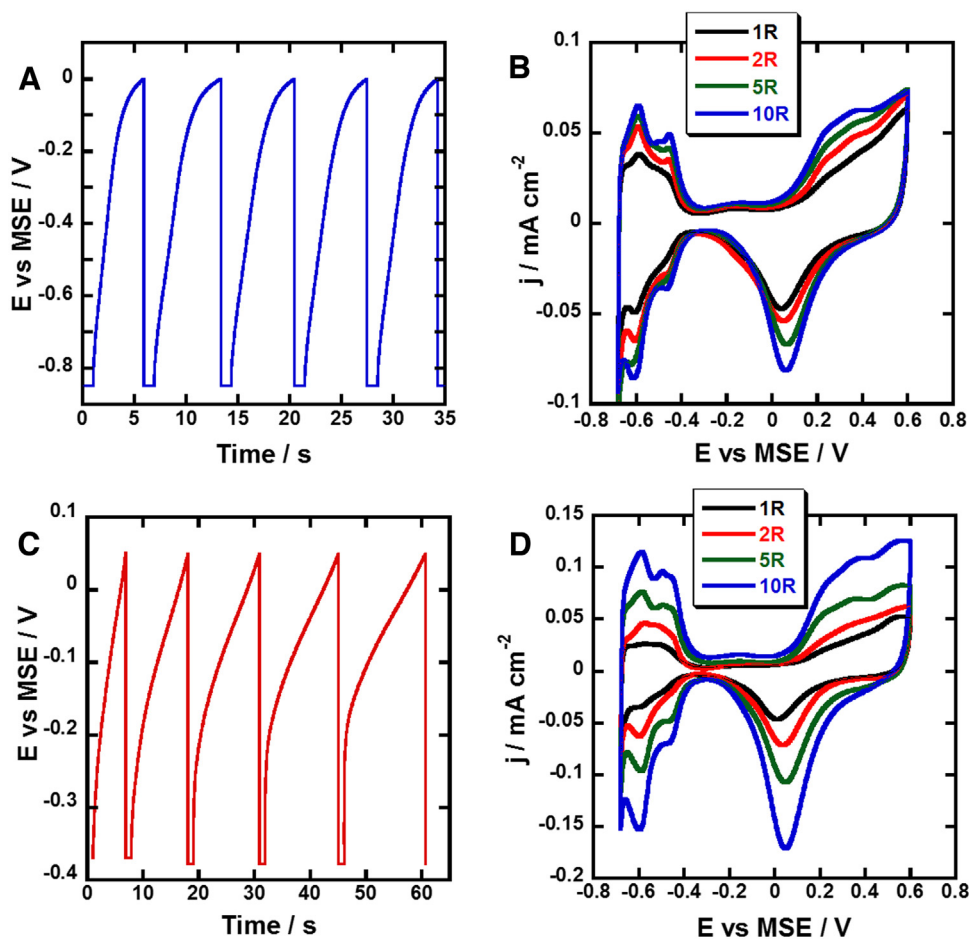 A
E vs MSE / V
0
-0.2
-0.4
-0.6
-0.8
0 5 10 15 20 25 30 35
Time / s
B
1R
2R
5R
10R
j / mA cm-2
0.1
0.05
0
-0.05
-0.1
-0.8 -0.6 -0.4 -0.2 0 0.2 0.4 0.6 0.8
E vs MSE / V
C
E vs MSE / V
0.1
0
-0.1
-0.2
-0.3
-0.4
0 10 20 30 40 50 60
Time / s
D
1R
2R
5R
10R
j / mA cm-2
0.15
0.1
0.05
0
-0.05
-0.1
-0.15
-0.2
-0.8 -0.6 -0.4 -0.2 0 0.2 0.4 0.6 0.8
E vs MSE / V